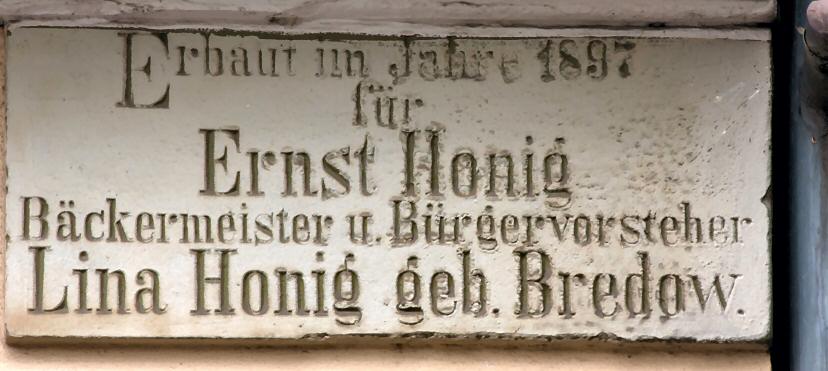 Erbaut im Jahre 1897
für
Ernst Honig
Bäckermeister u. Bürgervorsteher
Lina Honig geb. Bredow.